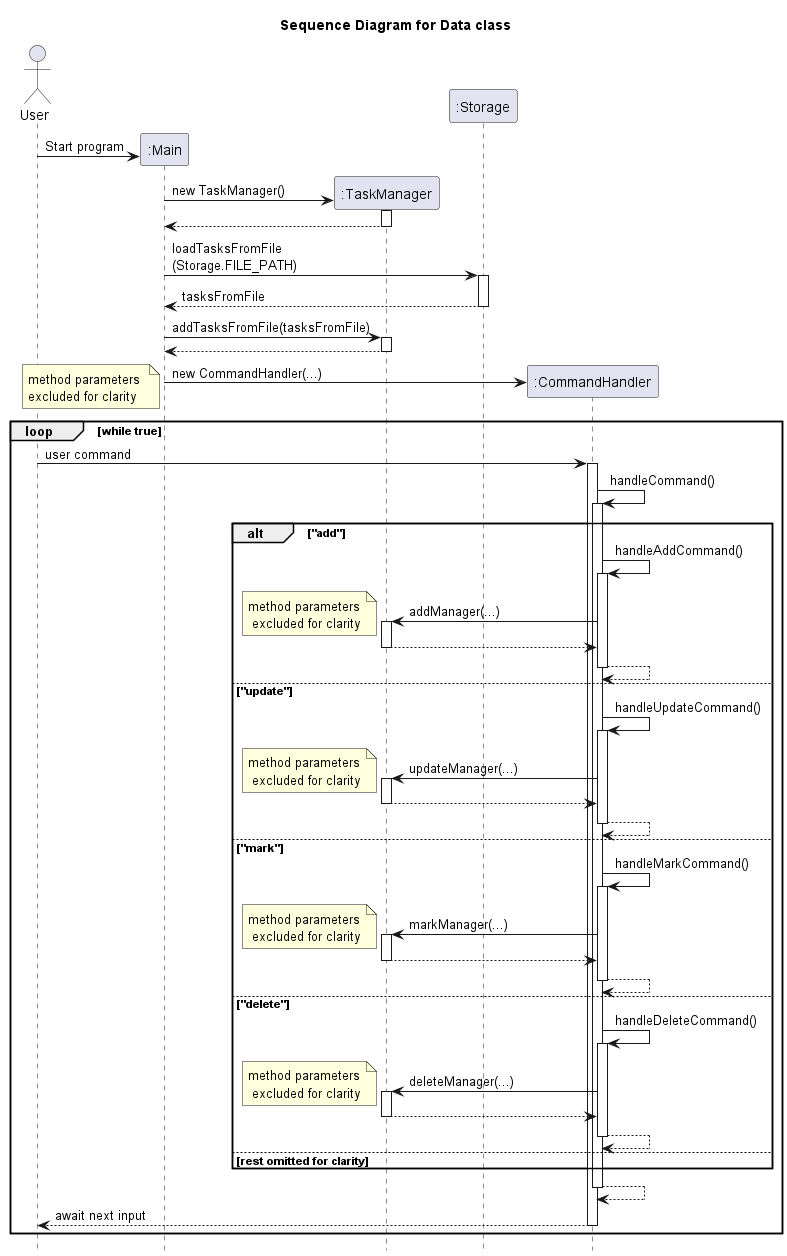 Sequence Diagram for Data class
User
:Storage
Start program
:Main
new TaskManager()
:TaskManager
loadTasksFromFile
(Storage.FILE_PATH)
tasksFromFile
addTasksFromFile(tasksFromFile)
method parameters
excluded for clarity
new CommandHandler(...)
:CommandHandler
loop
[while true]
user command
handleCommand()
alt
["add"]
handleAddCommand()
method parameters
excluded for clarity
addManager(...)
["update"]
handleUpdateCommand()
method parameters
excluded for clarity
updateManager(...)
["mark"]
handleMarkCommand()
method parameters
excluded for clarity
markManager(...)
["delete"]
handleDeleteCommand()
method parameters
excluded for clarity
deleteManager(...)
[rest omitted for clarity]
await next input